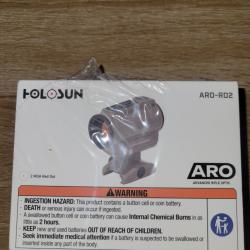 HOLOSUN
ARO-RD2
2 MOA Red Dot
ARO
ADVANCED RIFLE OPTIC
WARNING
• INGESTION HAZARD: This product contains a button cell or coin battery.
• DEATH or serious injury can occur if ingested.
• A swallowed button cell or coin battery can cause Internal Chemical Burns in as
little as 2 hours.
• KEEP new and used batteries OUT OF REACH OF CHILDREN.
• Seek immediate medical attention if a battery is suspected to be swallowed or
inserted inside any part of the body.